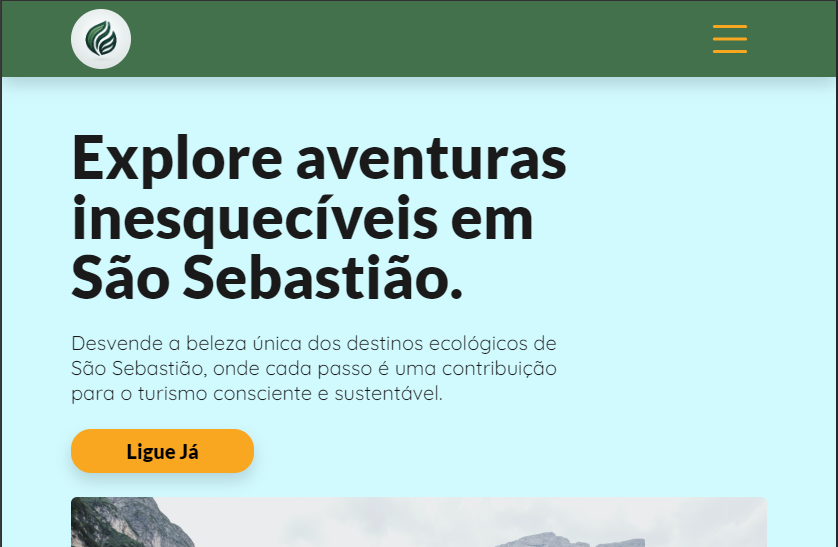 Explore aventuras
inesquecíveis em
São Sebastião.
Desvende a beleza única dos destinos ecológicos de
São Sebastião, onde cada passo é uma contribuição
para o turismo consciente e sustentável.
Ligue Já